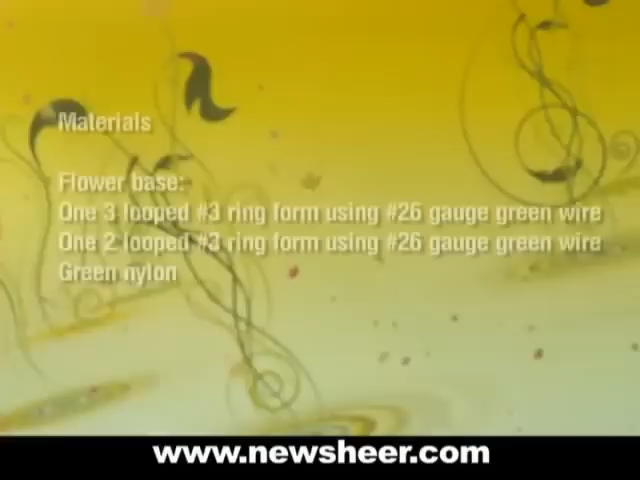 Materials
Flower base:
One 3 looped #3 ring form using #26 gauge green wire
One 2 looped #3 ring form using #26 gauge green wire
Green nylon
www.newsheer.com